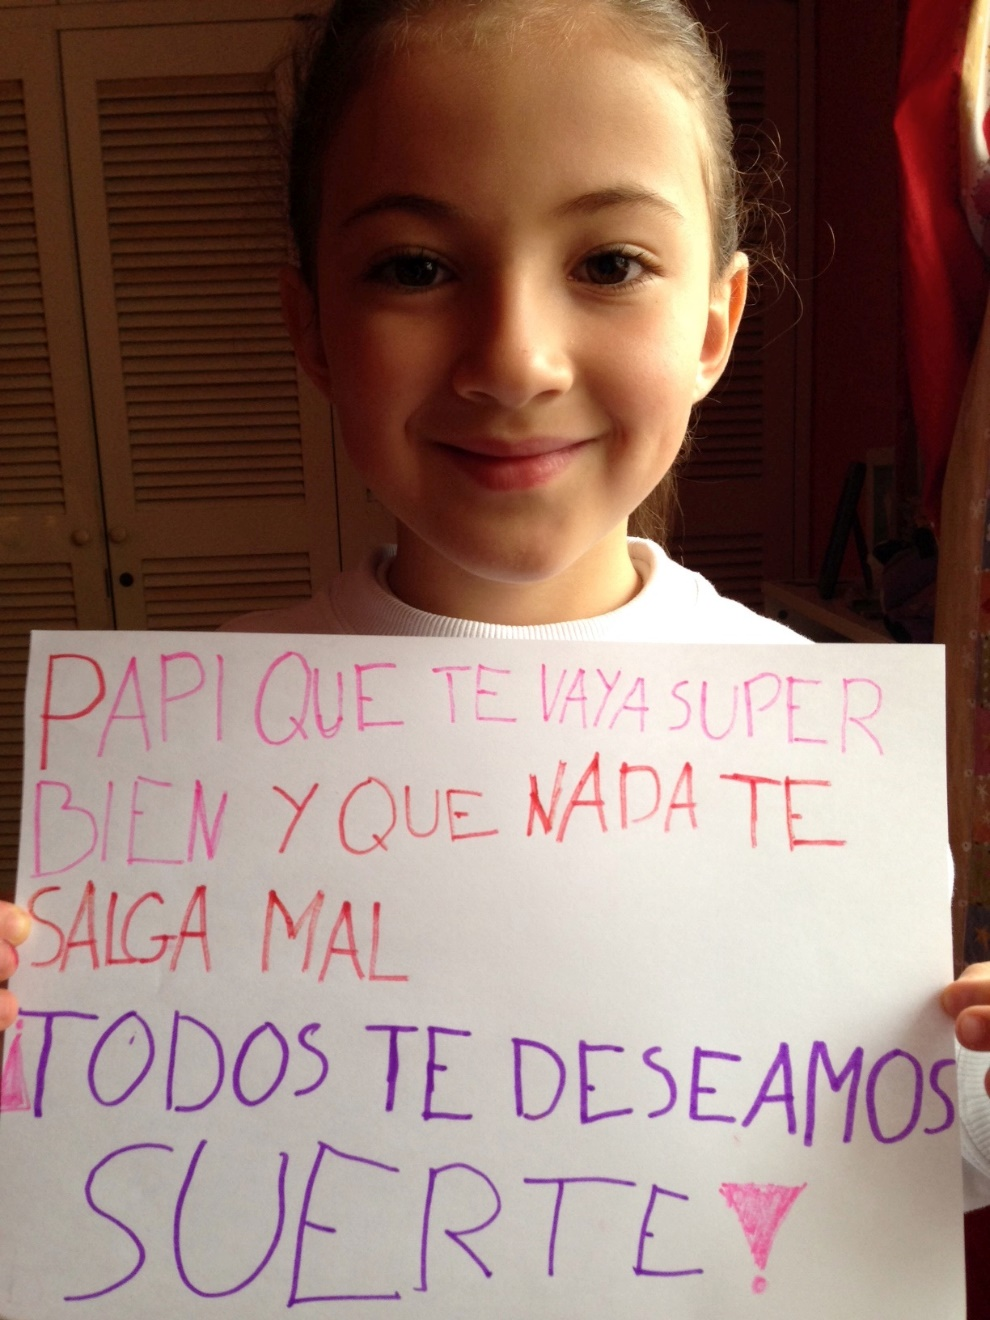 PAPI QUE TE VAYA SUPER
BIEN Y QUE NADA TE
SALGA MAL
¡TODOS TE DESEAMOS
SUERTE!